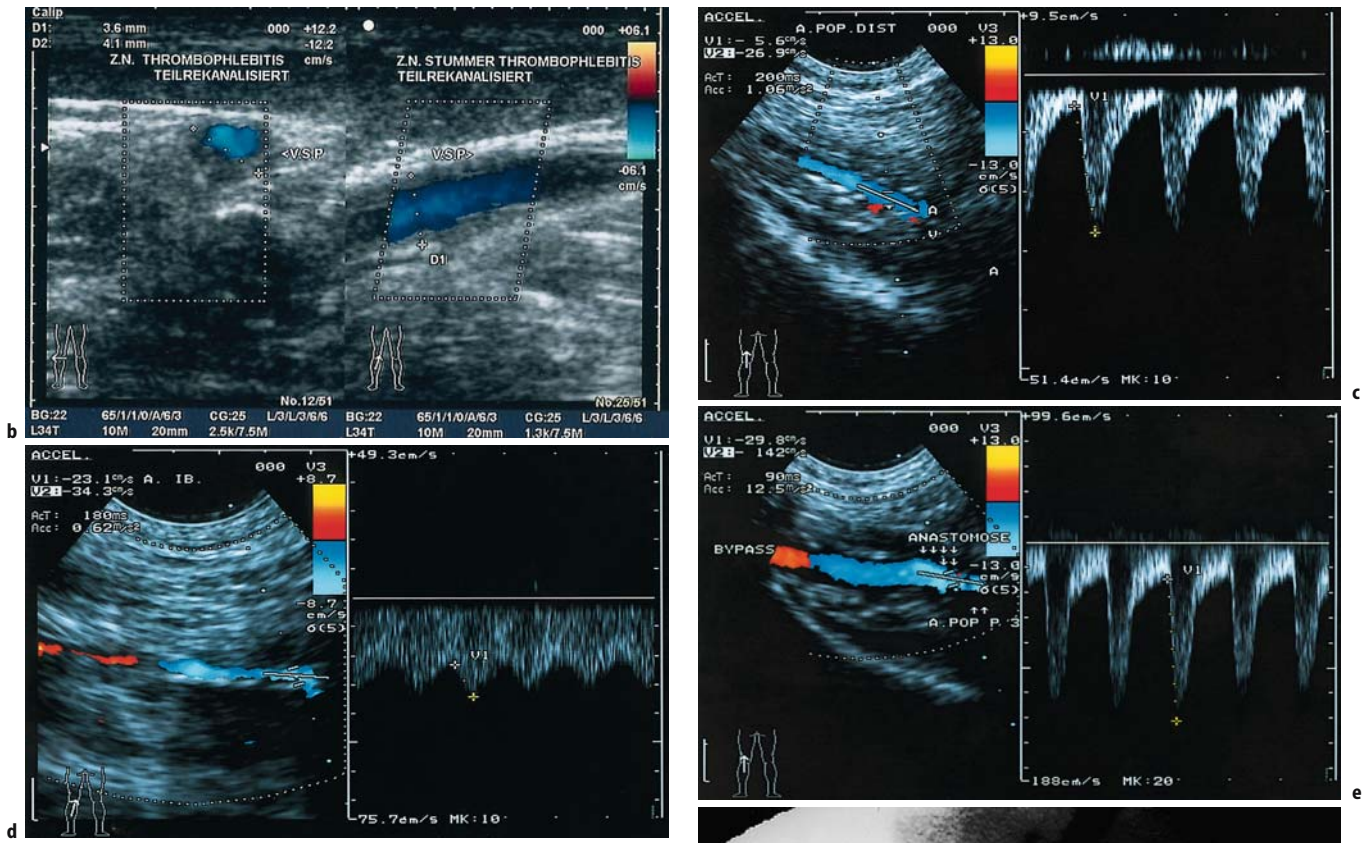 Calip
D1: 3.6 mm 000 +12.2
D2: 4.1 mm -12.2
cm/s
Z.N. THROMBOPHLEBITIS
TEILREKANALISIERT
<V.S.P
No.12/51
BG:22 65/1/1/0/A/6/3 CG:25 L/3/L/3/6/6
L34T 10M 20mm 2.5k/7.5M
000 +06.1
Z.N. STUMMER THROMBOPHLEBITIS
TEILREKANALISIERT
V.S.P>
-06.1
cm/s
D1
No.25/51
BG:22 65/1/1/0/A/6/3 CG:25 L/3/L/3/6/6
L34T 10M 20mm 1.3k/7.5M
b
ACCEL.
A.POP.DIST 000 V3
V1:- 5.6cm/s
V2:-26.9cm/s
AcT: 200ms
Acc: 1.06m/s2
+13.0
-13.0
cm/s
σ(5)
A
V
A
+9.5cm/s
V1
-51.4cm/s MK:10
c
ACCEL.
000 V3
V1:-23.1cm/s A. IB.
V2:-34.3cm/s
AcT: 180ms
Acc: 0.62m/s2
+8.7
-8.7
cm/s
σ(5)
+49.3cm/s
V1
-75.7cm/s MK:10
d
ACCEL.
000 V3
V1:-29.8cm/s
V2:- 142cm/s
AcT: 90ms
Acc: 12.5m/s2
+13.0
ANASTOMOSE
BYPASS
-13.0
cm/s
σ(5)
A.POP P.3
+99.6cm/s
V1
-188cm/s MK:20
e